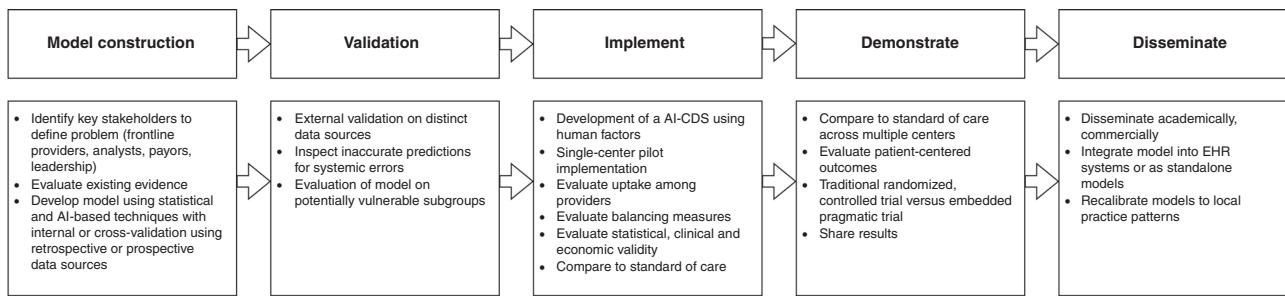 Model construction
Validation
Implement
Demonstrate
Disseminate
• Identify key stakeholders to
define problem (frontline
providers, analysts, payors,
leadership)
• Evaluate existing evidence
• Develop model using statistical
and AI-based techniques with
internal or cross-validation using
retrospective or prospective
data sources
• External validation on distinct
data sources
• Inspect inaccurate predictions
for systemic errors
• Evaluation of model on
potentially vulnerable subgroups
• Development of a AI-CDS using
human factors
• Single-center pilot
implementation
• Evaluate uptake among
providers
• Evaluate balancing measures
• Evaluate statistical, clinical and
economic validity
• Compare to standard of care
• Compare to standard of care
across multiple centers
• Evaluate patient-centered
outcomes
• Traditional randomized,
controlled trial versus embedded
pragmatic trial
• Share results
• Disseminate academically,
commercially
• Integrate model into EHR
systems or as standalone
models
• Recalibrate models to local
practice patterns